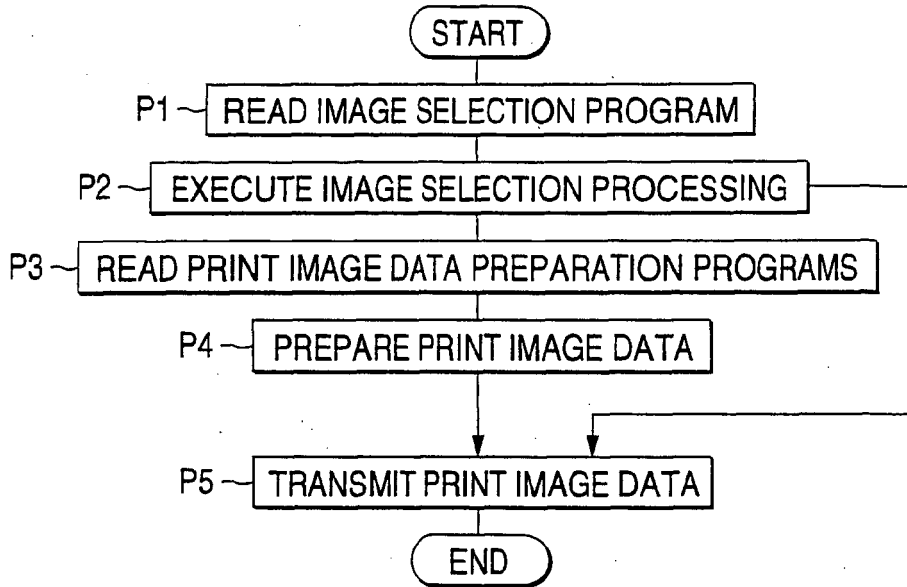 START
P1 READ IMAGE SELECTION PROGRAM
P2 EXECUTE IMAGE SELECTION PROCESSING
P3 READ PRINT IMAGE DATA PREPARATION PROGRAMS
P4 PREPARE PRINT IMAGE DATA
P5 TRANSMIT PRINT IMAGE DATA
END